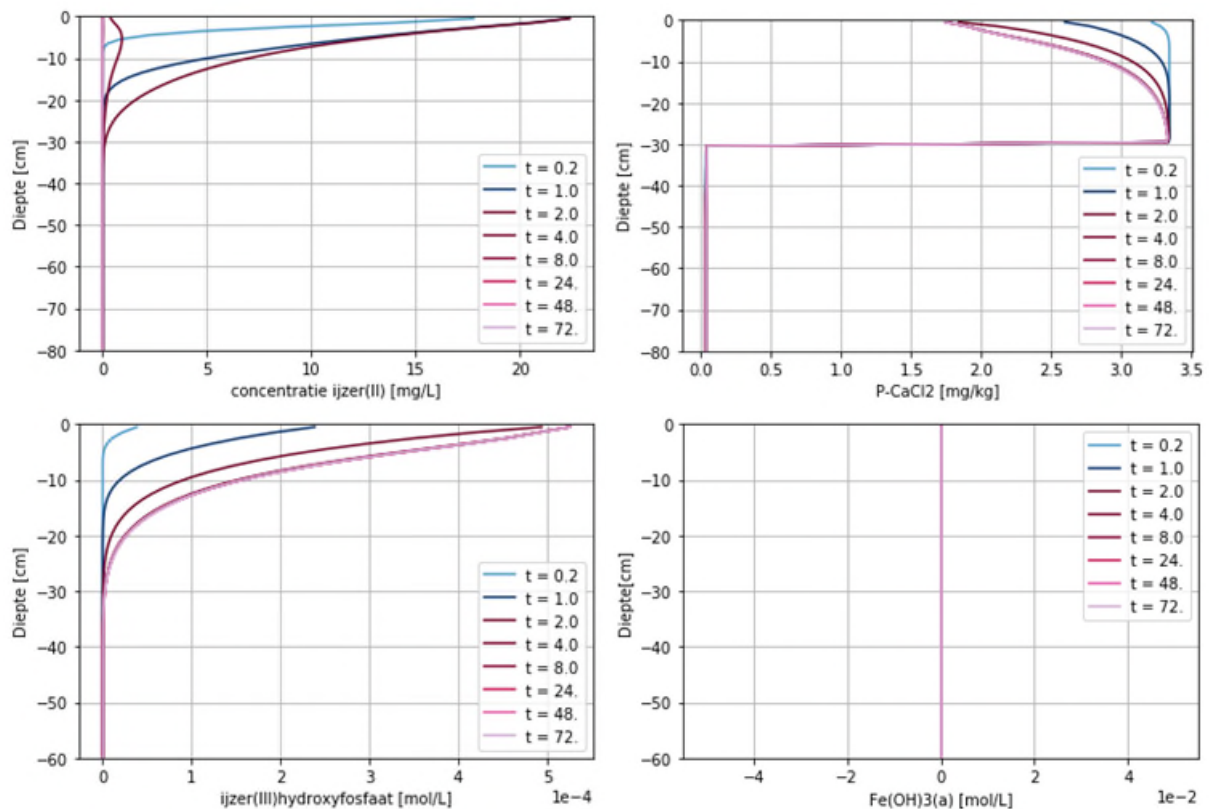 0
−10
−20
−30
−40
−50
−60
−70
−80
Diepte [cm]
t = 0.2
t = 1.0
t = 2.0
t = 4.0
t = 8.0
t = 24.
t = 48.
t = 72.
0 5 10 15 20
concentratie ijzer(II) [mg/L]
0
−10
−20
−30
−40
−50
−60
−70
−80
Diepte [cm]
t = 0.2
t = 1.0
t = 2.0
t = 4.0
t = 8.0
t = 24.
t = 48.
t = 72.
0.0 0.5 1.0 1.5 2.0 2.5 3.0 3.5
P-CaCl2 [mg/kg]
0
−10
−20
−30
−40
−50
−60
Diepte [cm]
t = 0.2
t = 1.0
t = 2.0
t = 4.0
t = 8.0
t = 24.
t = 48.
t = 72.
0 1 2 3 4 5
ijzer(III)hydroxyfosfaat [mol/L]
1e−4
0
−10
−20
−30
−40
−50
−60
Diepte[cm]
t = 0.2
t = 1.0
t = 2.0
t = 4.0
t = 8.0
t = 24.
t = 48.
t = 72.
−4 −2 0 2 4
Fe(OH)3(a) [mol/L]
1e−2